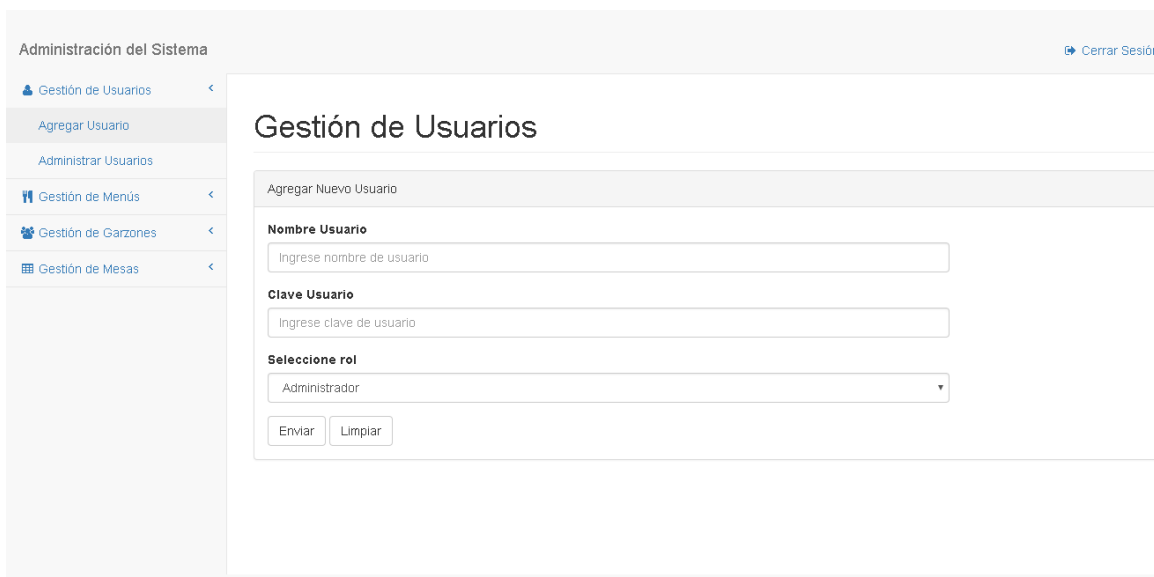 Administración del Sistema
Cerrar Sesión
Gestión de Usuarios
Agregar Usuario
Administrar Usuarios
Gestión de Menús
Gestión de Garzones
Gestión de Mesas
Gestión de Usuarios
Agregar Nuevo Usuario
Nombre Usuario
Ingrese nombre de usuario
Clave Usuario
Ingrese clave de usuario
Seleccione rol
Administrador
Enviar Limpiar